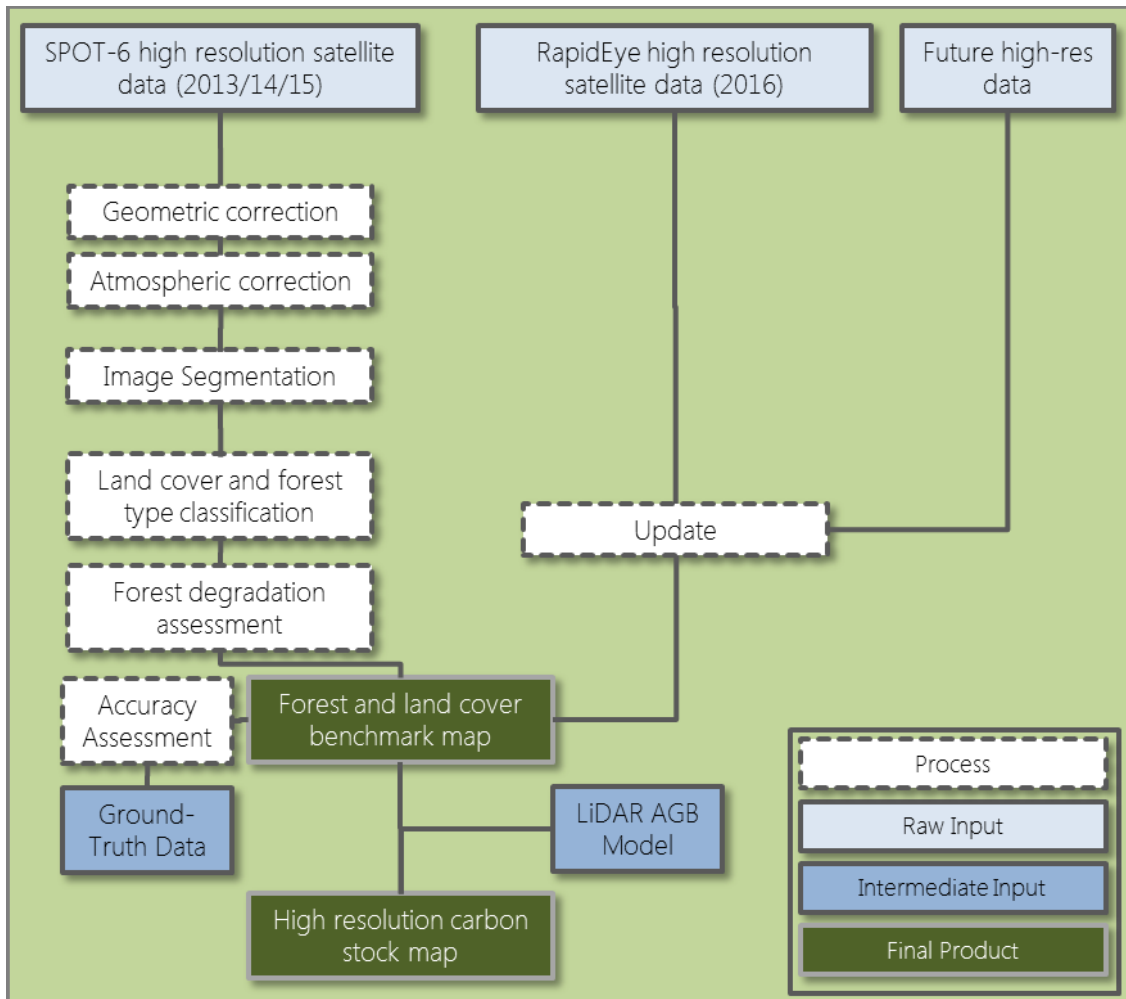 SPOT-6 high resolution satellite
data (2013/14/15)
RapidEye high resolution
satellite data (2016)
Future high-res
data
Geometric correction
Atmospheric correction
Image Segmentation
Land cover and forest
type classification
Update
Forest degradation
assessment
Accuracy
Assessment
Forest and land cover
benchmark map
Ground-
Truth Data
LiDAR AGB
Model
High resolution carbon
stock map
Process
Raw Input
Intermediate Input
Final Product